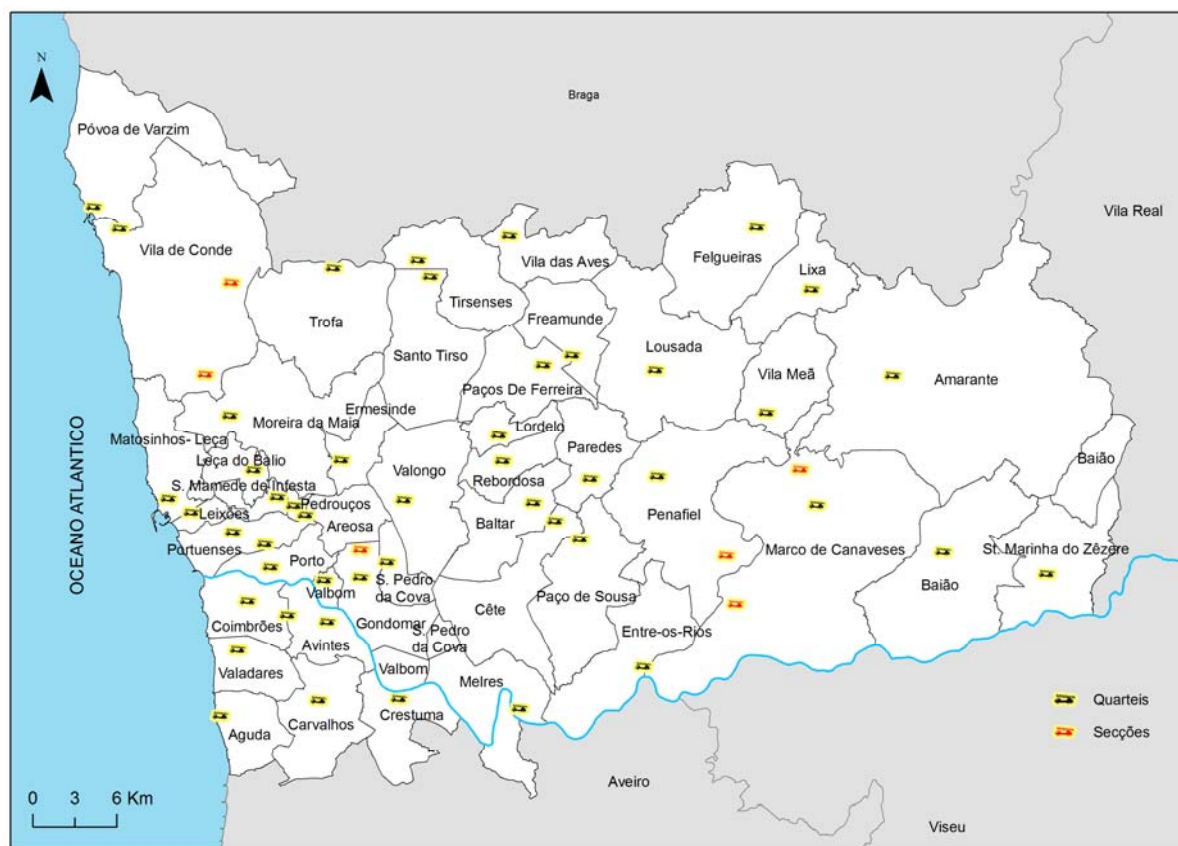 N
Braga
Póvoa de Varzim
Vila Real
Vila de Conde
Felgueiras
Vila das Aves
Lixa
Tirsenses
Trofa
Freamunde
Lousada
Santo Tirso
Vila Meã
Amarante
Paços De Ferreira
Ermesinde
Moreira da Maia
Lordelo
Matosinhos- Leça
Paredes
Baião
Leça do Balio
Valongo
S. Mamede de Infesta
Rebordosa
Pedrouços
Leixões
Penafiel
Areosa
Baltar
Portuenses
Marco de Canaveses
St. Marinha do Zêzere
Porto
S. Pedro
da Cova
Baião
Valbom
Paço de Sousa
Cête
Gondomar
Coimbrões
S. Pedro
da Cova
Entre-os-Rios
Avintes
Valbom
Valadares
Melres
Crestuma
Carvalhos
Aguda
OCEANO ATLANTICO
Quarteis
Secções
Aveiro
Viseu
0 3 6 Km